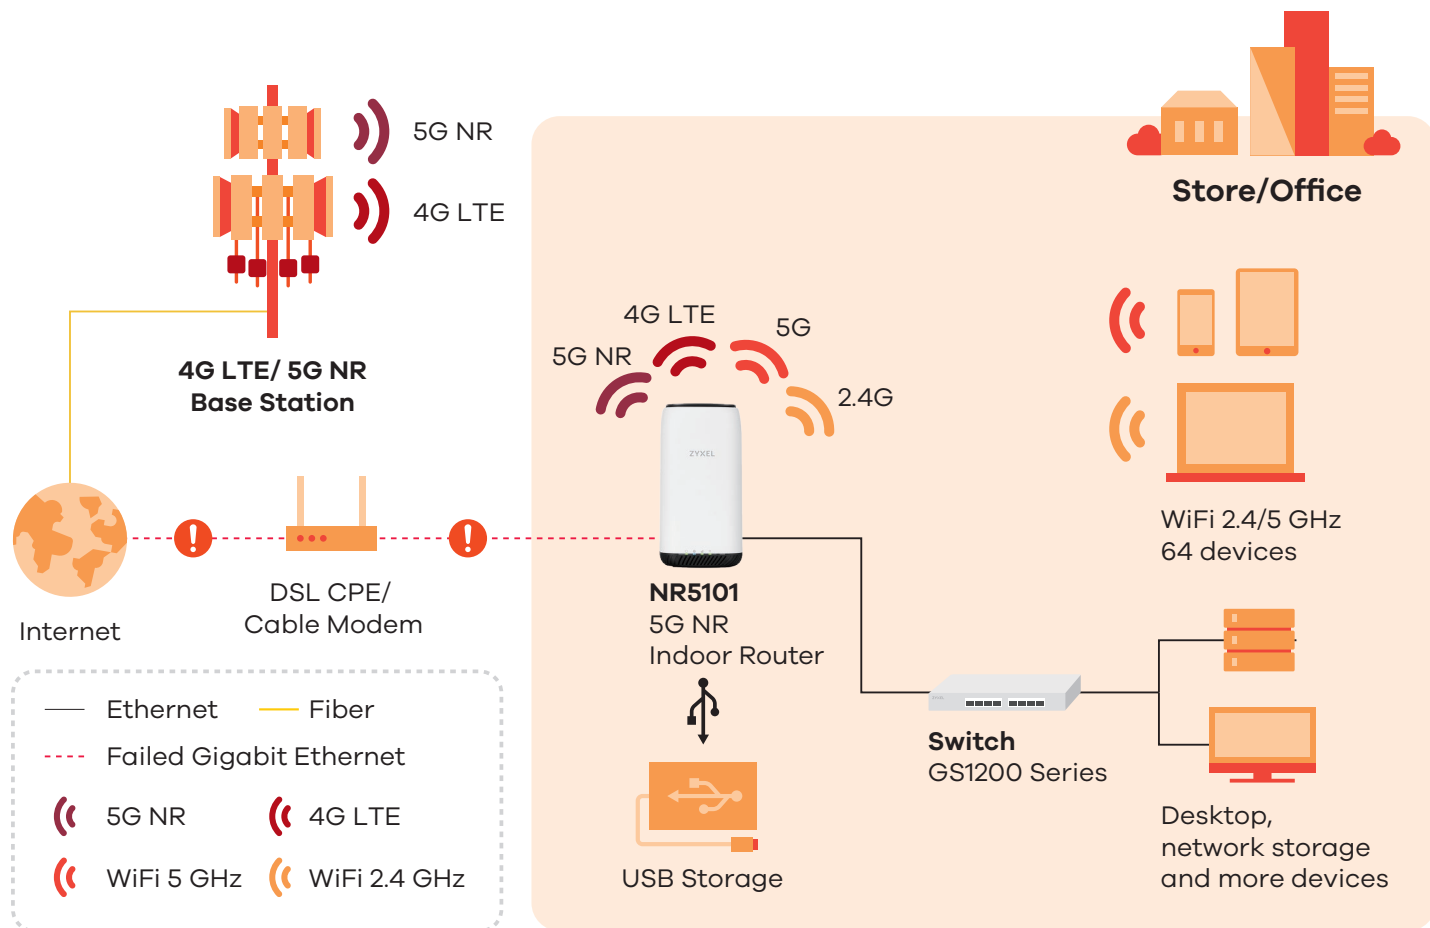 5G NR
4G LTE
4G LTE/ 5G NR
Base Station
Internet
DSL CPE/
Cable Modem
Ethernet
Fiber
Failed Gigabit Ethernet
5G NR
4G LTE
WiFi 5 GHz
WiFi 2.4 GHz
Store/Office
5G NR
4G LTE
5G
2.4G
ZYXEL
NR5101
5G NR
Indoor Router
USB Storage
Switch
GS1200 Series
WiFi 2.4/5 GHz
64 devices
Desktop,
network storage
and more devices